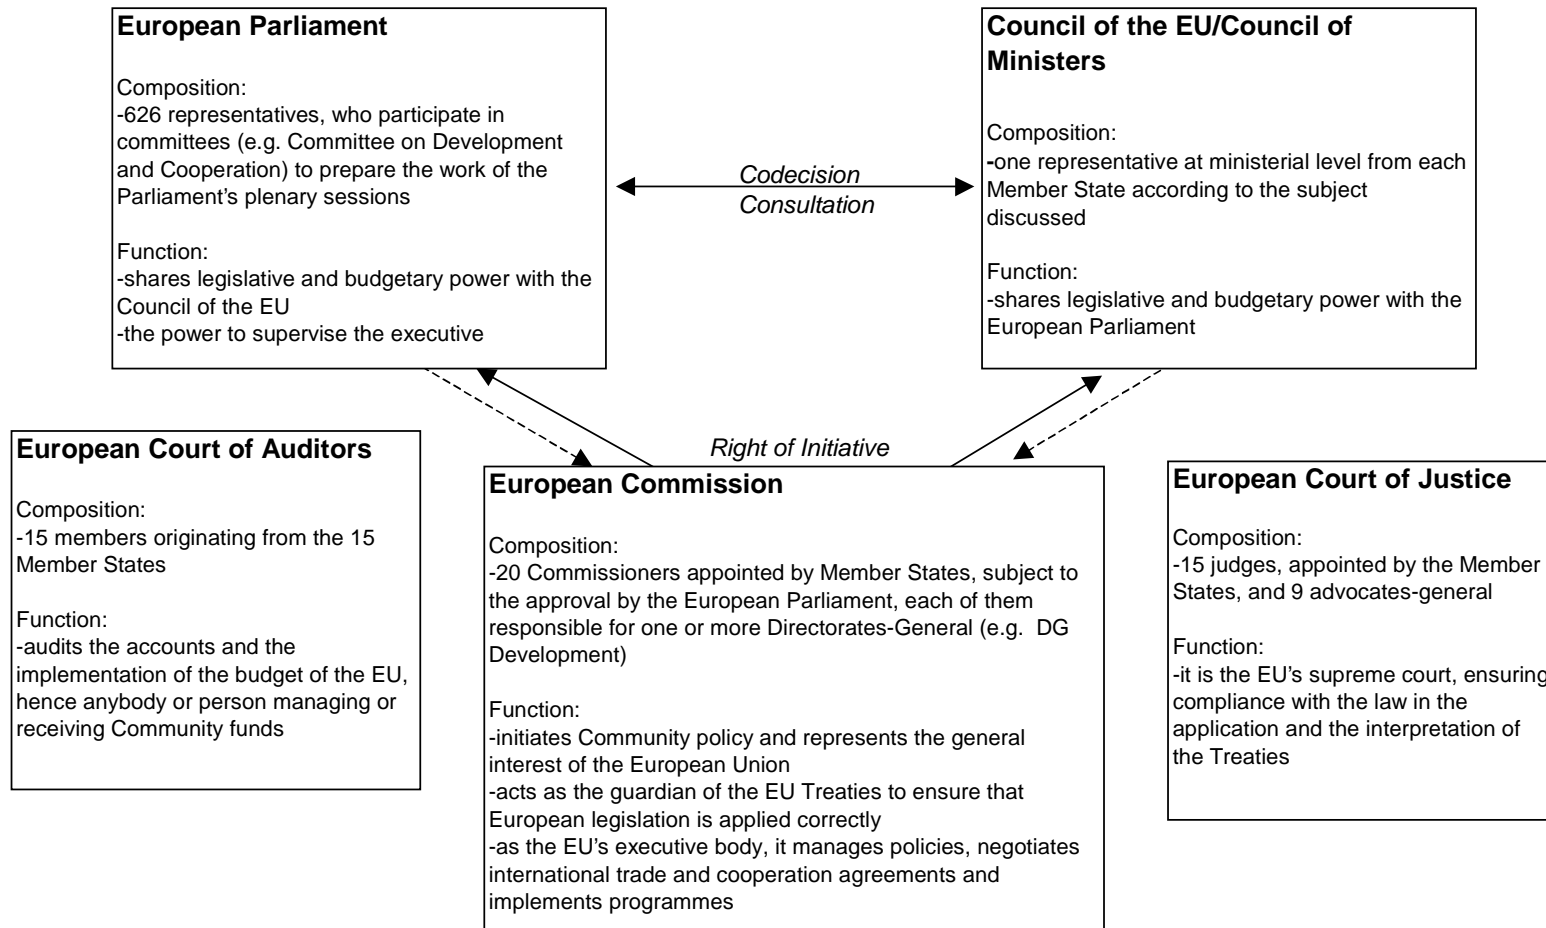 European Parliament
Composition:
-626 representatives, who participate in
committees (e.g. Committee on Development
and Cooperation) to prepare the work of the
Parliament's plenary sessions
Function:
-shares legislative and budgetary power with the
Council of the EU
-the power to supervise the executive
Codecision
Consultation
Council of the EU/Council of
Ministers
Composition:
-one representative at ministerial level from each
Member State according to the subject
discussed
Function:
-shares legislative and budgetary power with the
European Parliament
European Court of Auditors
Composition:
-15 members originating from the 15
Member States
Function:
-audits the accounts and the
implementation of the budget of the EU,
hence anybody or person managing or
receiving Community funds
Right of Initiative
European Commission
Composition:
-20 Commissioners appointed by Member States, subject to
the approval by the European Parliament, each of them
responsible for one or more Directorates-General (e.g.  DG
Development)
Function:
-initiates Community policy and represents the general
interest of the European Union
-acts as the guardian of the EU Treaties to ensure that
European legislation is applied correctly
-as the EU's executive body, it manages policies, negotiates
international trade and cooperation agreements and
implements programmes
European Court of Justice
Composition:
-15 judges, appointed by the Member
States, and 9 advocates-general
Function:
-it is the EU's supreme court, ensuring
compliance with the law in the
application and the interpretation of
the Treaties